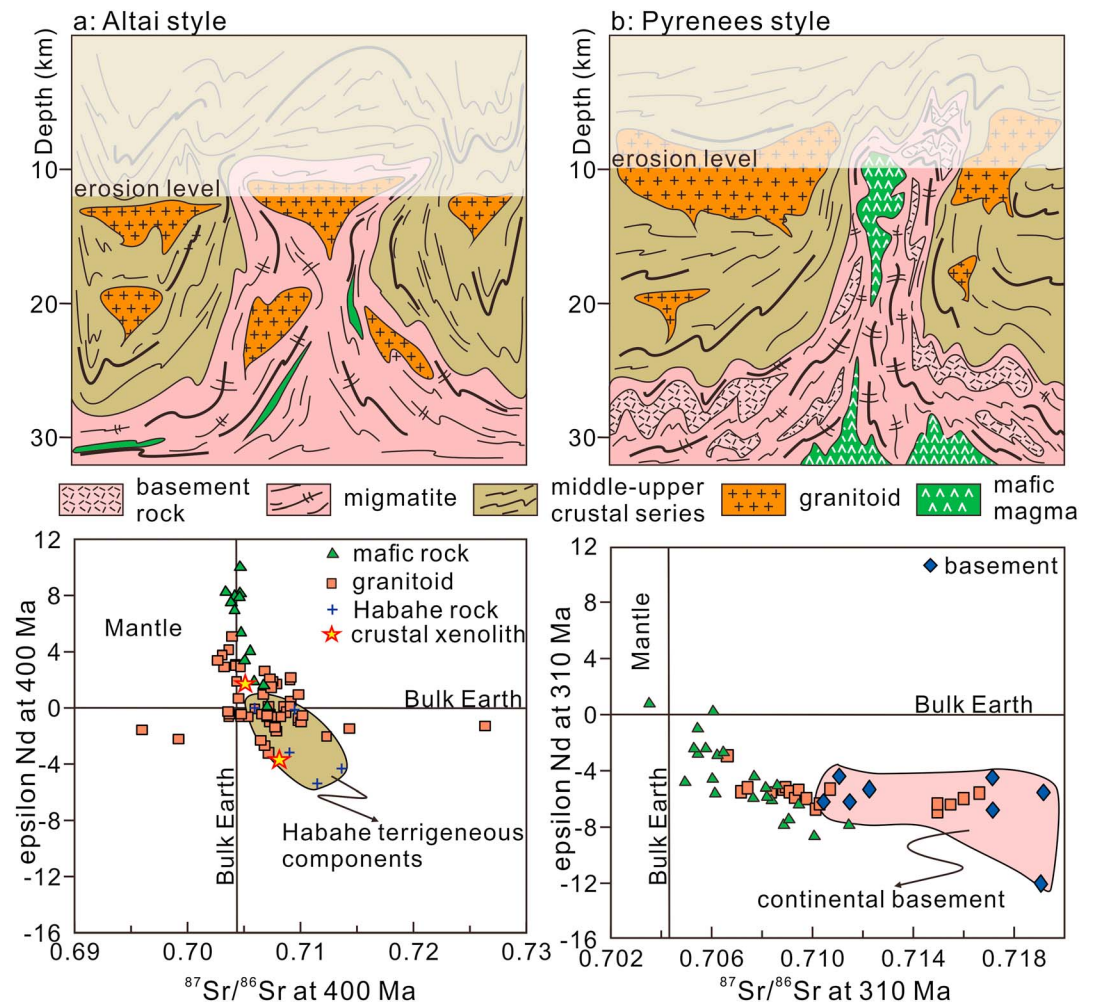 a: Altai style
b: Pyrenees style
Depth (km)
10
20
30
erosion level
Depth (km)
10
20
30
erosion level
basement
rock
migmatite
middle-upper
crustal series
granitoid
mafic
magma
epsilon Nd at 400 Ma
12
8
4
0
-4
-8
-12
-16
mafic rock
granitoid
Habahe rock
crustal xenolith
Mantle
Bulk Earth
Bulk Earth
Habahe terrigeneous
components
0.69
0.70
0.71
0.72
0.73
87Sr/86Sr at 400 Ma
epsilon Nd at 310 Ma
12
8
4
0
-4
-8
-12
-16
basement
Mantle
Bulk Earth
Bulk Earth
continental basement
0.702
0.706
0.710
0.714
0.718
87Sr/86Sr at 310 Ma